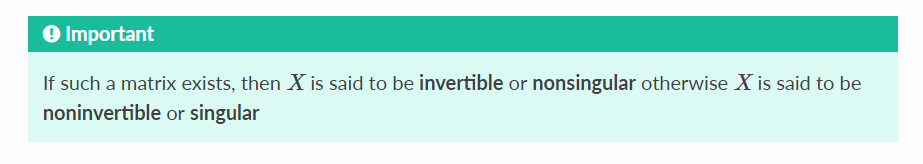 Important
If such a matrix exists, then X is said to be invertible or nonsingular otherwise X is said to be
noninvertible or singular